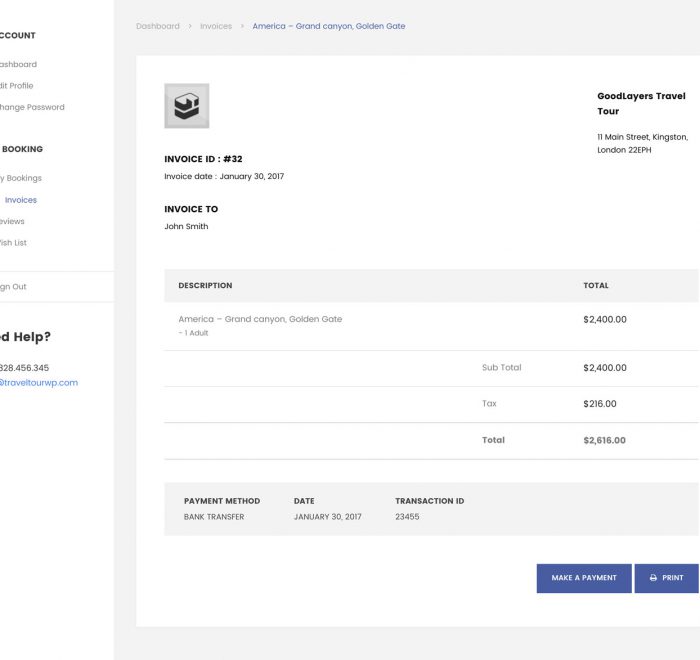 Dashboard > Invoices > America – Grand canyon, Golden Gate
CCOUNT
ashboard
dit Profile
hange Password
BOOKING
y Bookings
Invoices
eviews
ish List
gn Out
d Help?
828.456.345
@traveltourwp.com
GoodLayers Travel
Tour
11 Main Street, Kingston,
London 22EPH
INVOICE ID : #32
Invoice date : January 30, 2017
INVOICE TO
John Smith
DESCRIPTION TOTAL
America – Grand canyon, Golden Gate $2,400.00
- 1 Adult
Sub Total $2,400.00
Tax $216.00
Total $2,616.00
PAYMENT METHOD DATE TRANSACTION ID
BANK TRANSFER JANUARY 30, 2017 23455
MAKE A PAYMENT PRINT